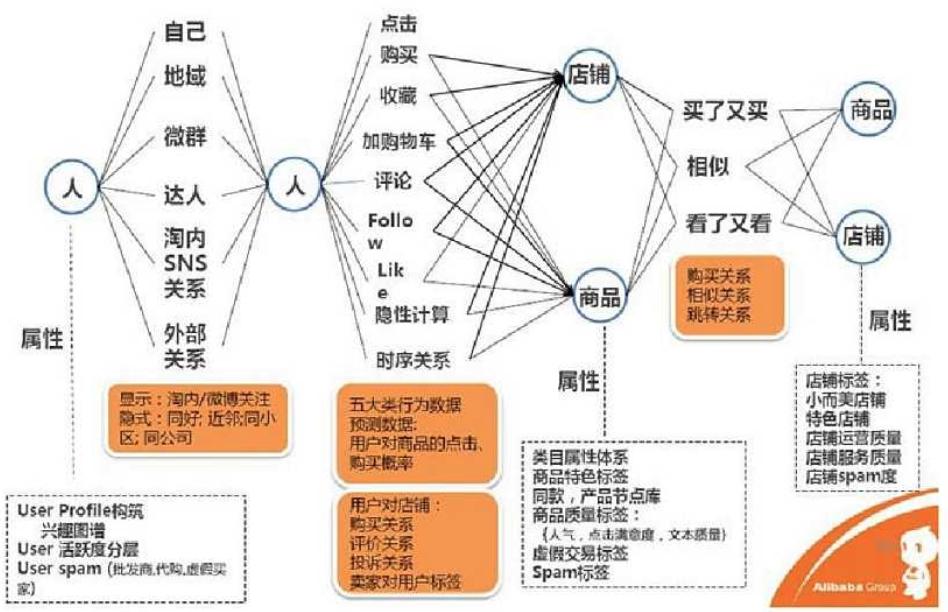 自己
地域
微群
达人
淘内
SNS
关系
外部
关系
人
人
属性
显示：淘内/微博关注
隐式：同好; 近邻;同小
区; 同公司
User Profile构筑
兴趣图谱
User 活跃度分层
User spam (批发商,代购,虚假买
家)
点击
购买
收藏
加购物车
评论
Follo
w
Lik
e
隐性计算
时序关系
五大类行为数据
预测数据:
用户对商品的点击、
购买概率
用户对店铺：
购买关系
评价关系
投诉关系
卖家对用户标签
店铺
商品
属性
类目属性体系
商品特色标签
同款，产品节点库
商品质量标签：
（人气，点击满意度，文本质量）
虚假交易标签
Spam标签
买了又买
相似
看了又看
购买关系
相似关系
跳转关系
商品
店铺
属性
店铺标签：
小而美店铺
特色店铺
店铺运营质量
店铺服务质量
店铺spam度
Alibaba Group